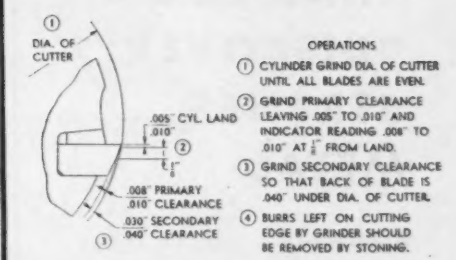 ①
DIA. OF
CUTTER
.005" CYL. LAND
.010"
②
1/8"
.008" PRIMARY
.010" CLEARANCE
.030" SECONDARY
.040" CLEARANCE
③
OPERATIONS
① CYLINDER GRIND DIA. OF CUTTER
UNTIL ALL BLADES ARE EVEN.
② GRIND PRIMARY CLEARANCE
LEAVING .005" TO .010" AND
INDICATOR READING .008" TO
.010" AT 1/8" FROM LAND.
③ GRIND SECONDARY CLEARANCE
SO THAT BACK OF BLADE IS
.040" UNDER DIA. OF CUTTER.
④ BURRS LEFT ON CUTTING
EDGE BY GRINDER SHOULD
BE REMOVED BY STONING.